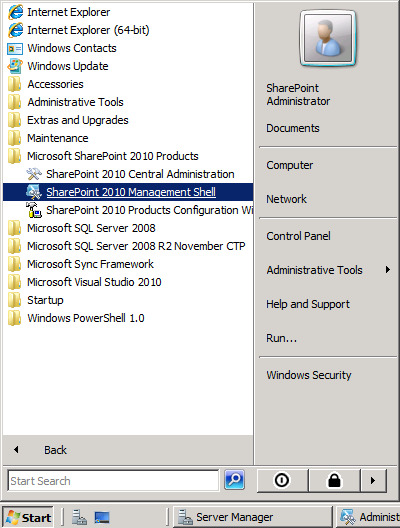 Internet Explorer
Internet Explorer (64-bit)
Windows Contacts
Windows Update
Accessories
Administrative Tools
Extras and Upgrades
Maintenance
Microsoft SharePoint 2010 Products
SharePoint 2010 Central Administration
SharePoint 2010 Management Shell
SharePoint 2010 Products Configuration Wi
Microsoft SQL Server 2008
Microsoft SQL Server 2008 R2 November CTP
Microsoft Sync Framework
Microsoft Visual Studio 2010
Startup
Windows PowerShell 1.0
Back
Start Search
SharePoint
Administrator
Documents
Computer
Network
Control Panel
Administrative Tools
Help and Support
Run...
Windows Security
Start
Server Manager
Administ